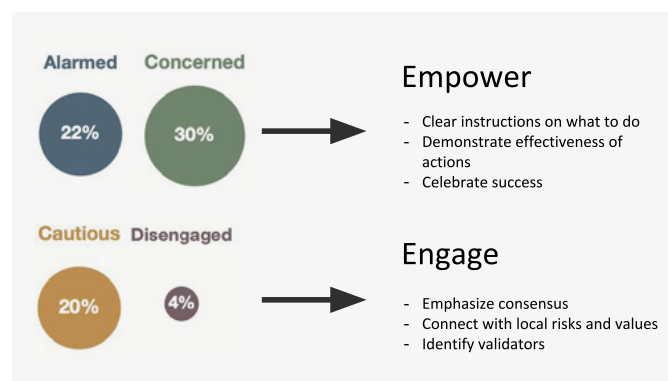 Alarmed Concerned
22% 30%
Empower
- Clear instructions on what to do
- Demonstrate effectiveness of
actions
- Celebrate success
Cautious Disengaged
20% 4%
Engage
- Emphasize consensus
- Connect with local risks and values
- Identify validators